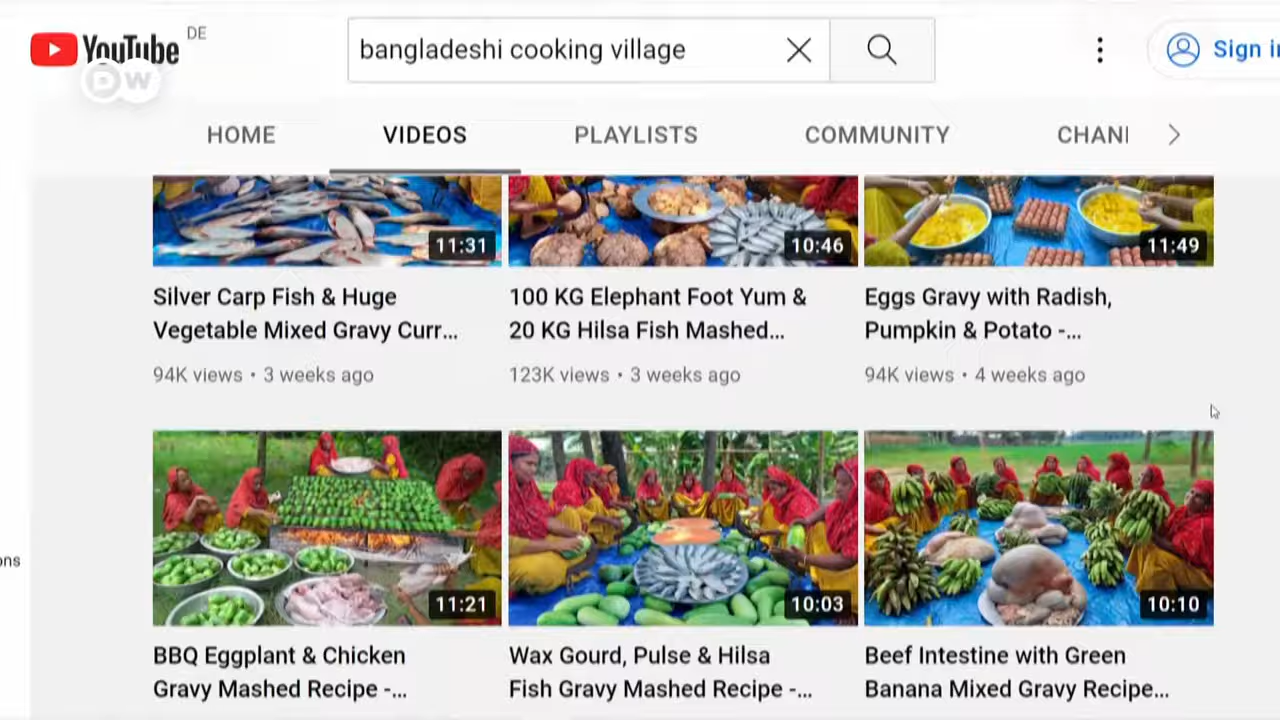 YouTube DE
DW
bangladeshi cooking village
Sign i
HOME VIDEOS PLAYLISTS COMMUNITY CHAN
11:31 10:46 11:49
Silver Carp Fish & Huge
Vegetable Mixed Gravy Curr...
94K views • 3 weeks ago
100 KG Elephant Foot Yum &
20 KG Hilsa Fish Mashed...
123K views • 3 weeks ago
Eggs Gravy with Radish,
Pumpkin & Potato -...
94K views • 4 weeks ago
ons
11:21 10:03 10:10
BBQ Eggplant & Chicken
Gravy Mashed Recipe -...
Wax Gourd, Pulse & Hilsa
Fish Gravy Mashed Recipe -...
Beef Intestine with Green
Banana Mixed Gravy Recipe...